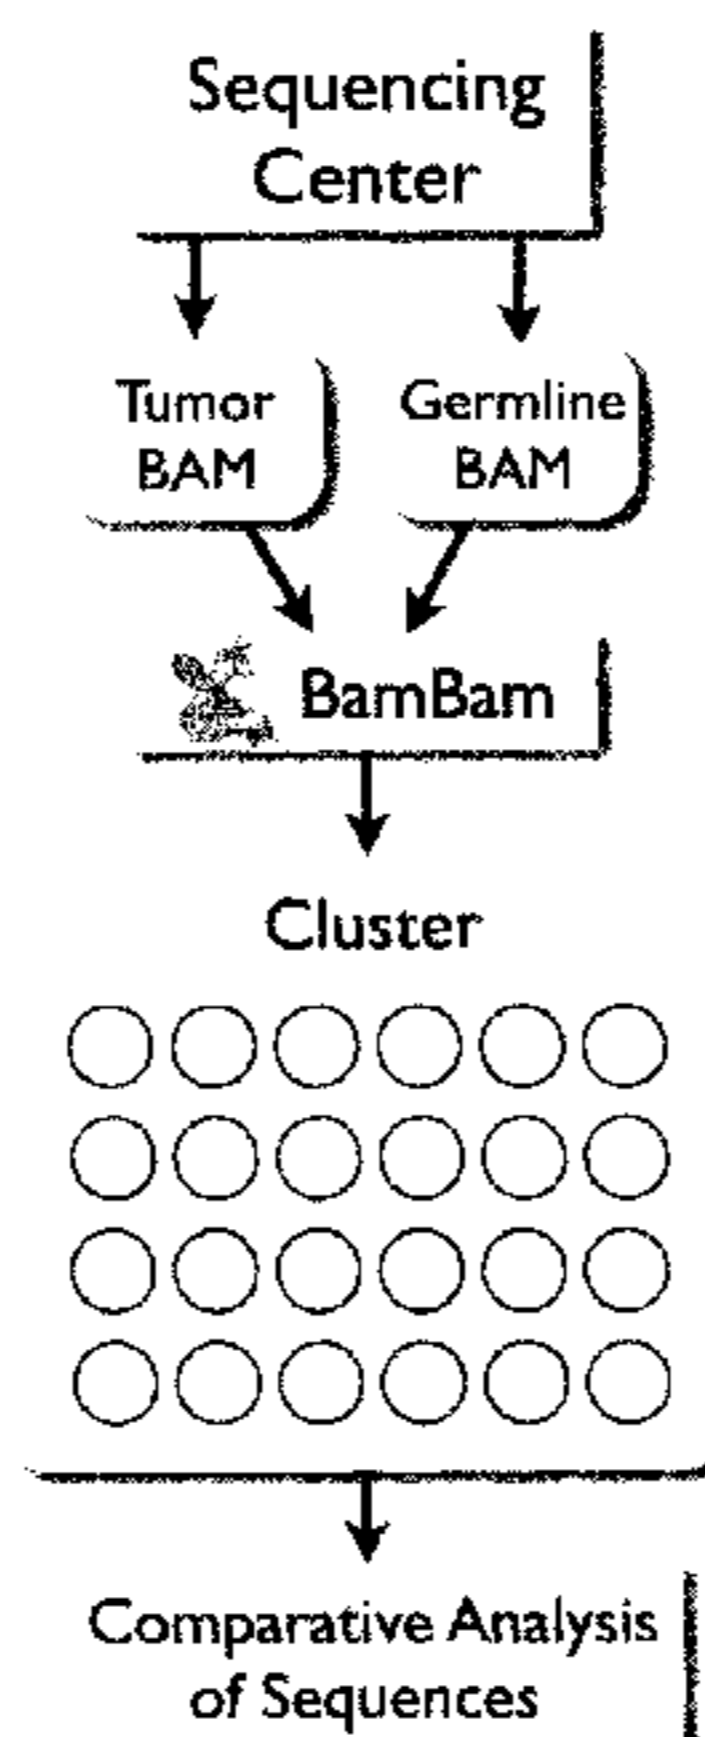 Sequencing
Center
Tumor
BAM
Germline
BAM
BamBam
Cluster
Comparative Analysis
of Sequences